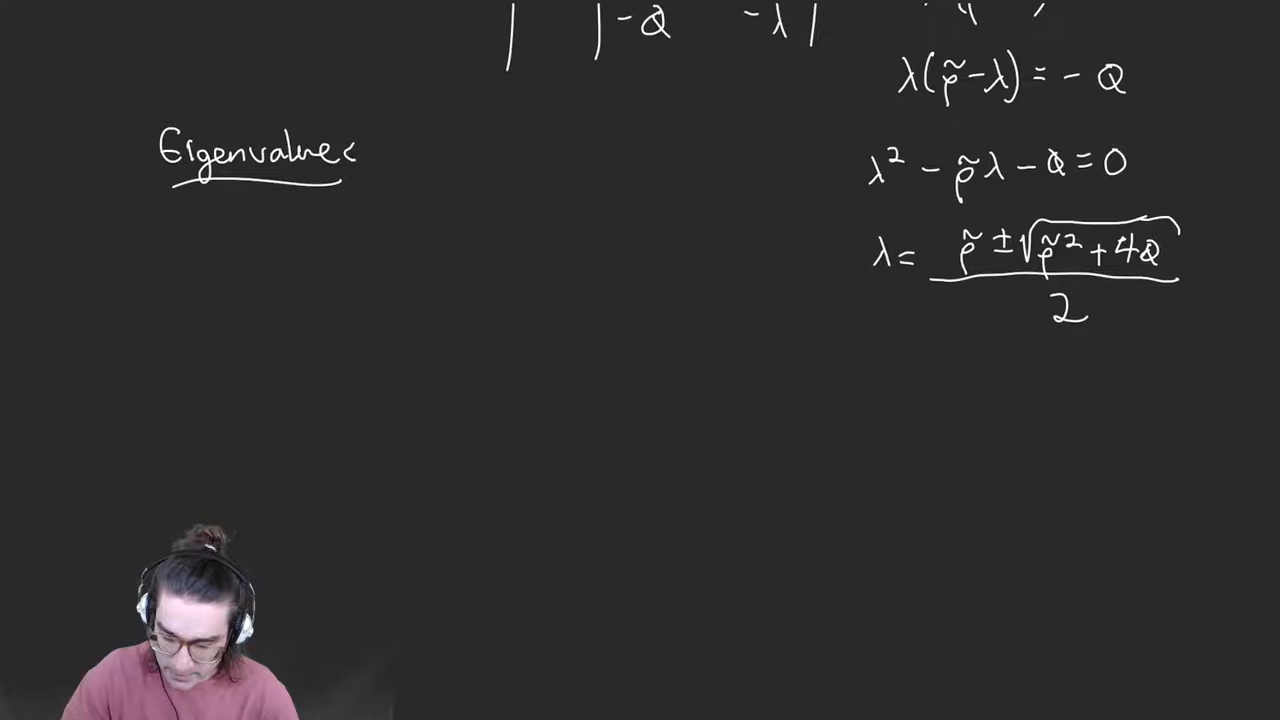 | | -Q -λ |
λ(ρ̃-λ) = - Q
Eigenvalues
λ² - ρ̃λ - Q = 0
λ = (ρ̃ ± √(ρ̃² + 4Q)) / 2